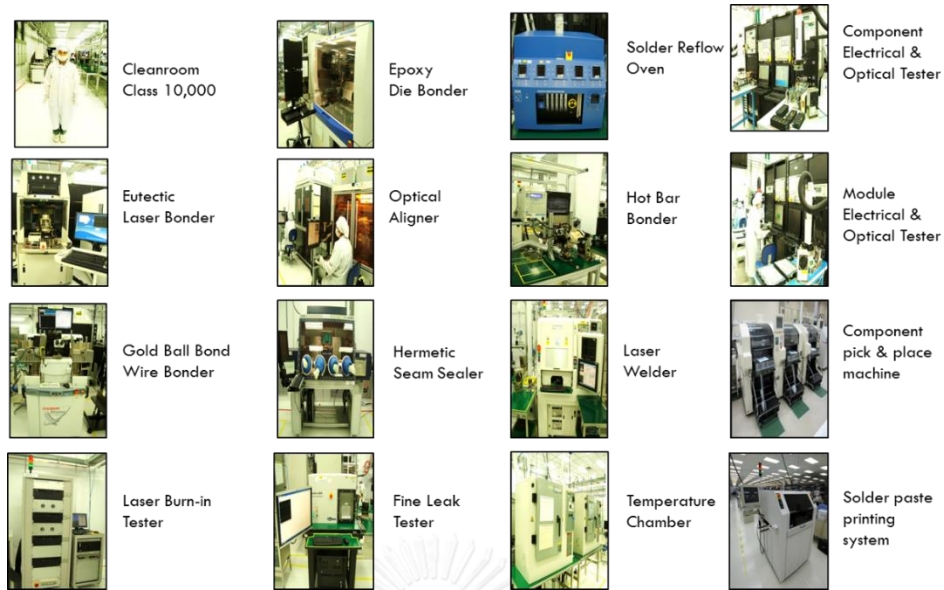 Cleanroom
Class 10,000
Epoxy
Die Bonder
Solder Reflow
Oven
Component
Electrical &
Optical Tester
Eutectic
Laser Bonder
Optical
Aligner
Hot Bar
Bonder
Module
Electrical &
Optical Tester
Gold Ball Bond
Wire Bonder
Hermetic
Seam Sealer
Laser
Welder
Component
pick & place
machine
Laser Burn-in
Tester
Fine Leak
Tester
Temperature
Chamber
Solder paste
printing
system